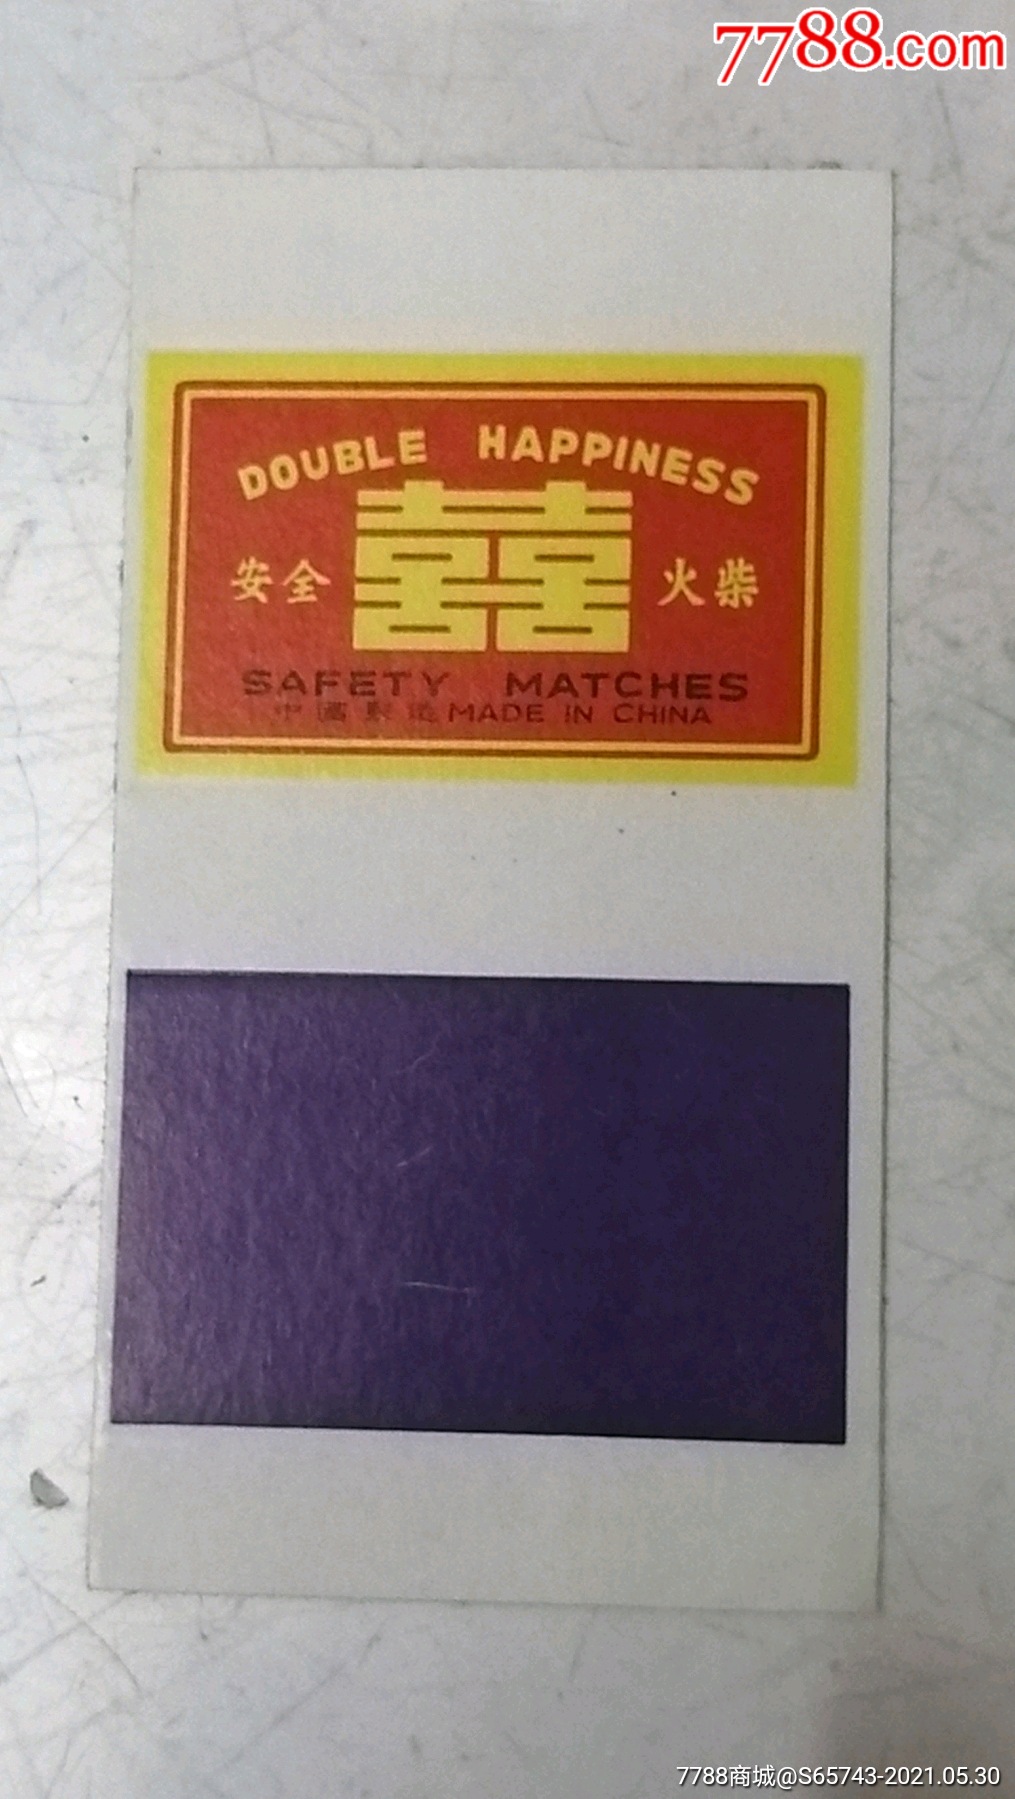 7788.com
DOUBLE HAPPINESS
囍
安全 火柴
SAFETY MATCHES
中國製造 MADE IN CHINA
7788商城@S65743-2021.05.30